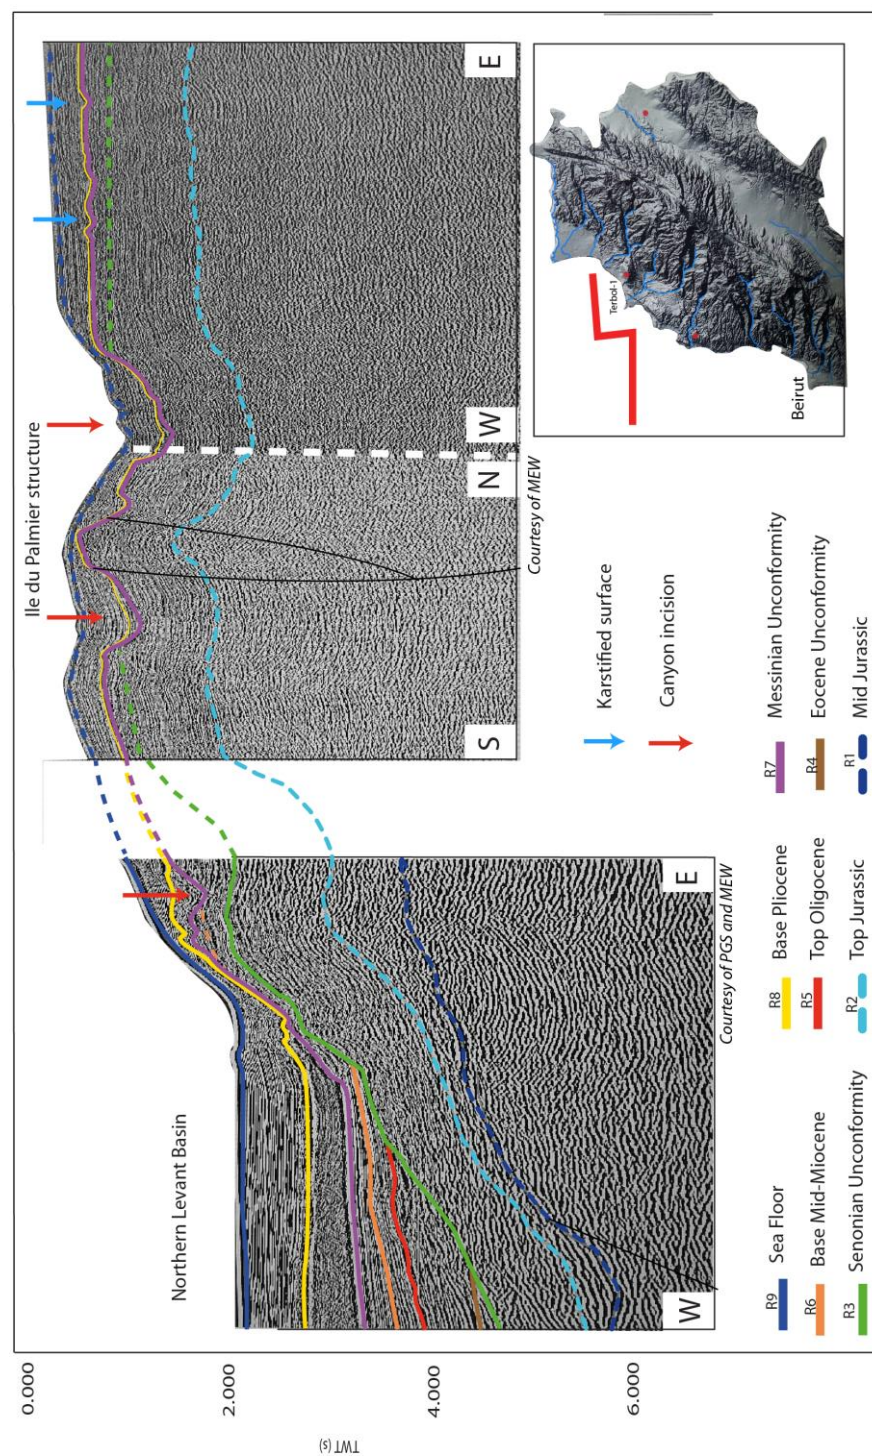 Ile du Palmier structure
Northern Levant Basin
0.000
2.000
4.000
6.000
TWT (s)
W
E
S
N
W
E
Courtesy of PGS and MEW
Courtesy of MEW
Terbol-1
Beirut
Karstified surface
Canyon incision
R9 Sea Floor
R8 Base Pliocene
R7 Messinian Unconformity
R6 Base Mid-Miocene
R5 Top Oligocene
R4 Eocene Unconformity
R3 Senonian Unconformity
R2 Top Jurassic
R1 Mid Jurassic